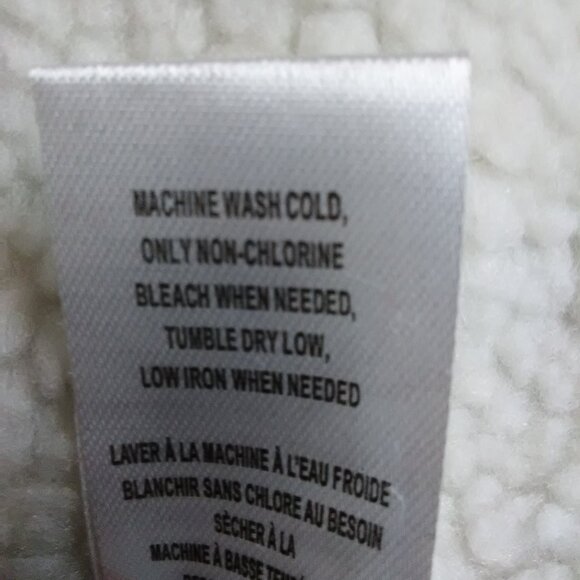 MACHINE WASH COLD,
ONLY NON-CHLORINE
BLEACH WHEN NEEDED,
TUMBLE DRY LOW,
LOW IRON WHEN NEEDED
LAVER À LA MACHINE À L'EAU FROIDE
BLANCHIR SANS CHLORE AU BESOIN
SÈCHER À LA
MACHINE À BASSE